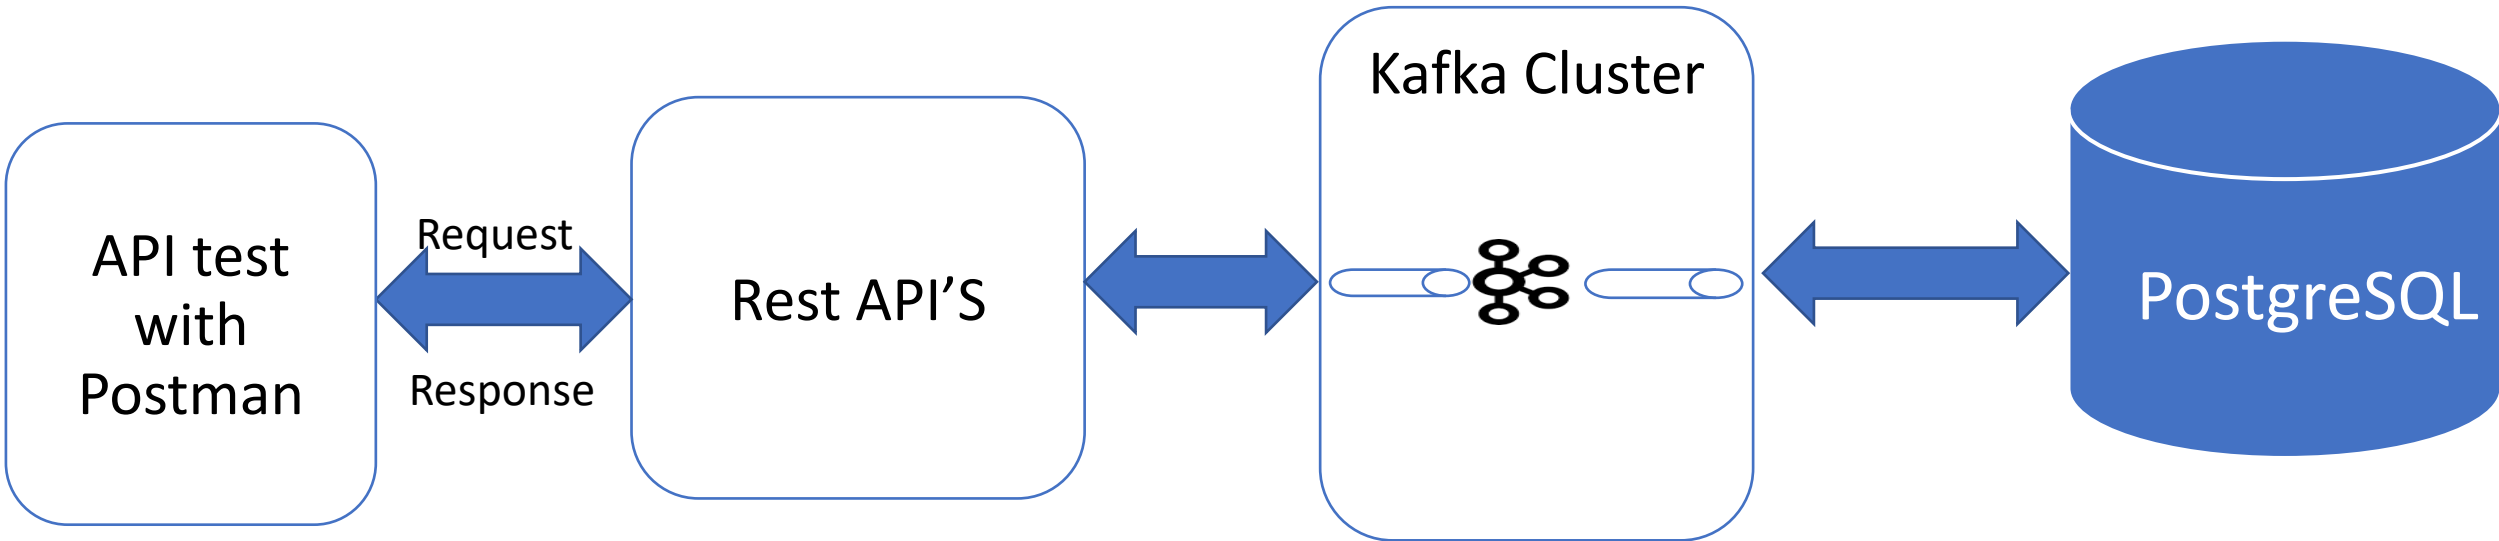 API test
with
Postman
Request
Response
Rest API'S
Kafka Cluster
PostgreSQL